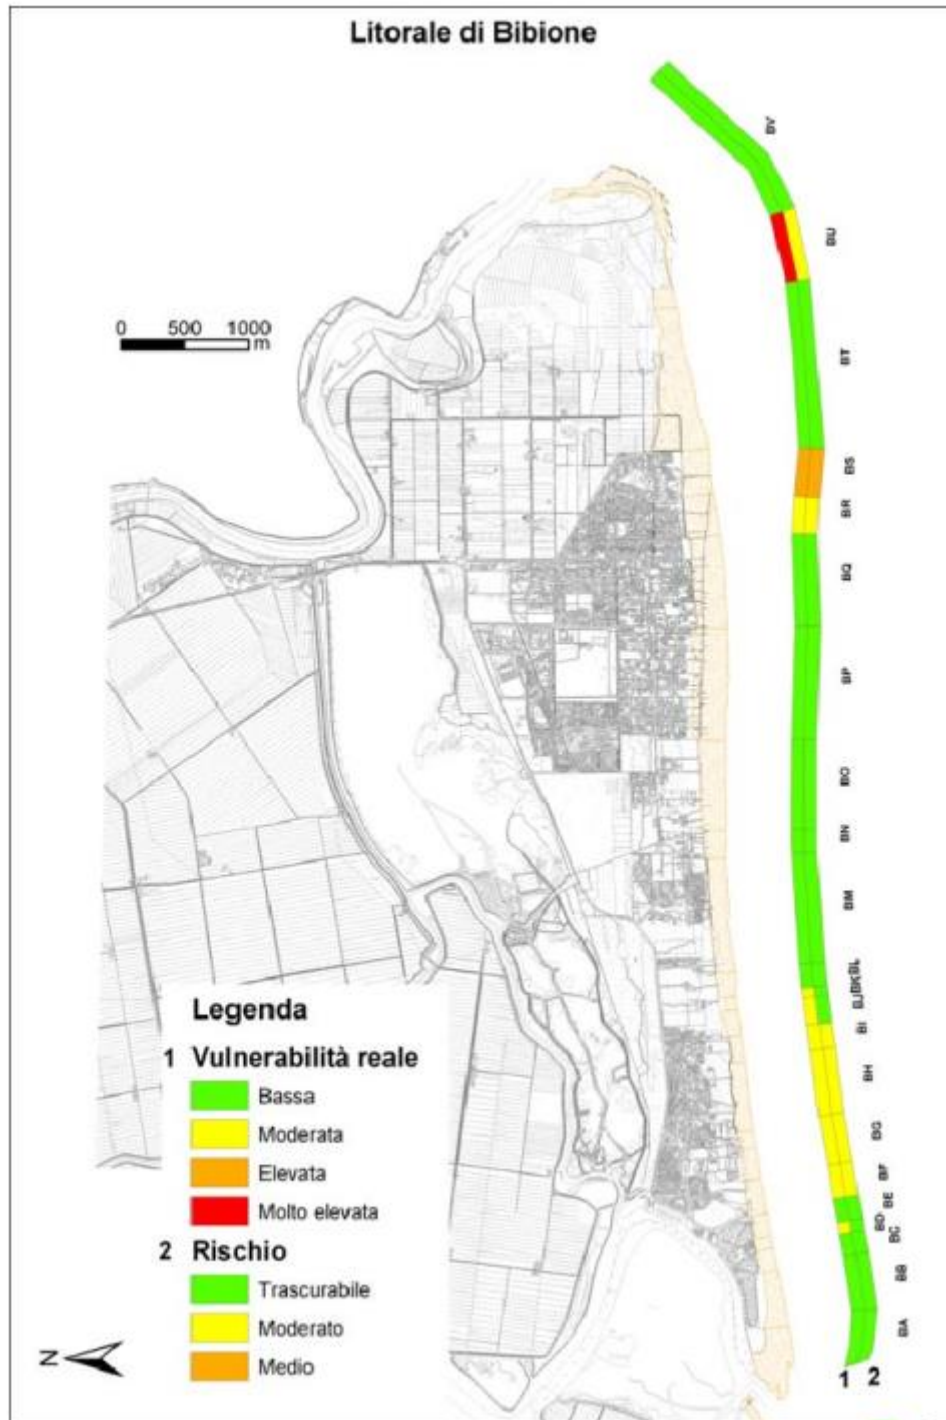 Litorale di Bibione
BV
BU
0 500 1000
m
BT
BS
BR
BQ
BP
BO
BN
BM
BL
BK
BJ
BI
BH
BG
BF
BE
BD
BC
BB
BA
Legenda
1 Vulnerabilità reale
Bassa
Moderata
Elevata
Molto elevata
2 Rischio
Trascurabile
Moderato
Medio
N
1 2